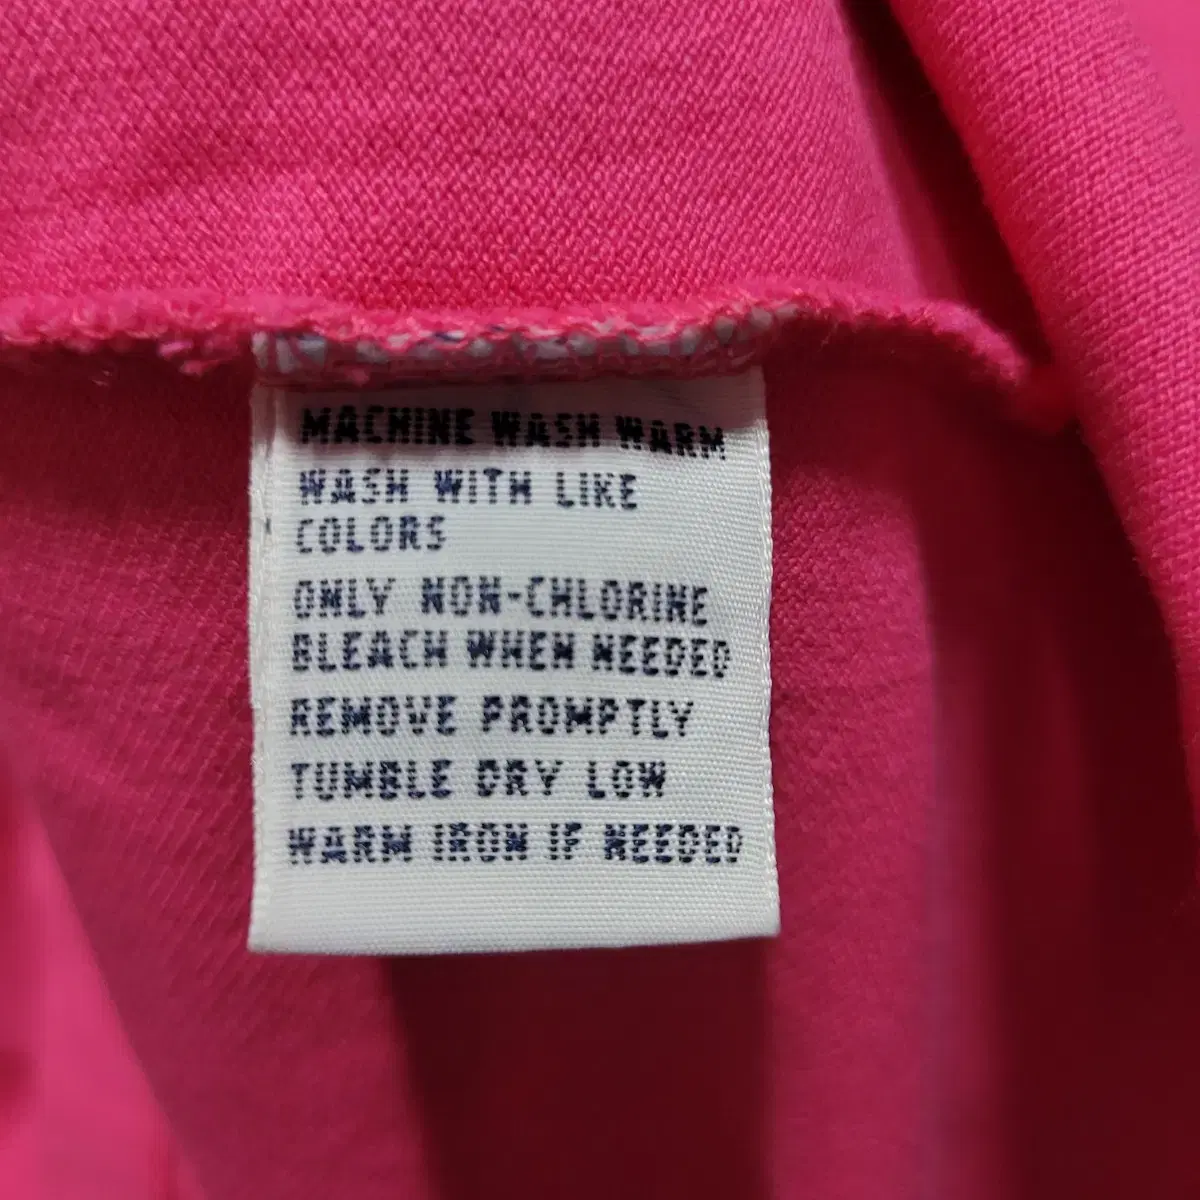 MACHINE WASH WARM
WASH WITH LIKE
COLORS
ONLY NON-CHLORINE
BLEACH WHEN NEEDED
REMOVE PROMPTLY
TUMBLE DRY LOW
WARM IRON IF NEEDED